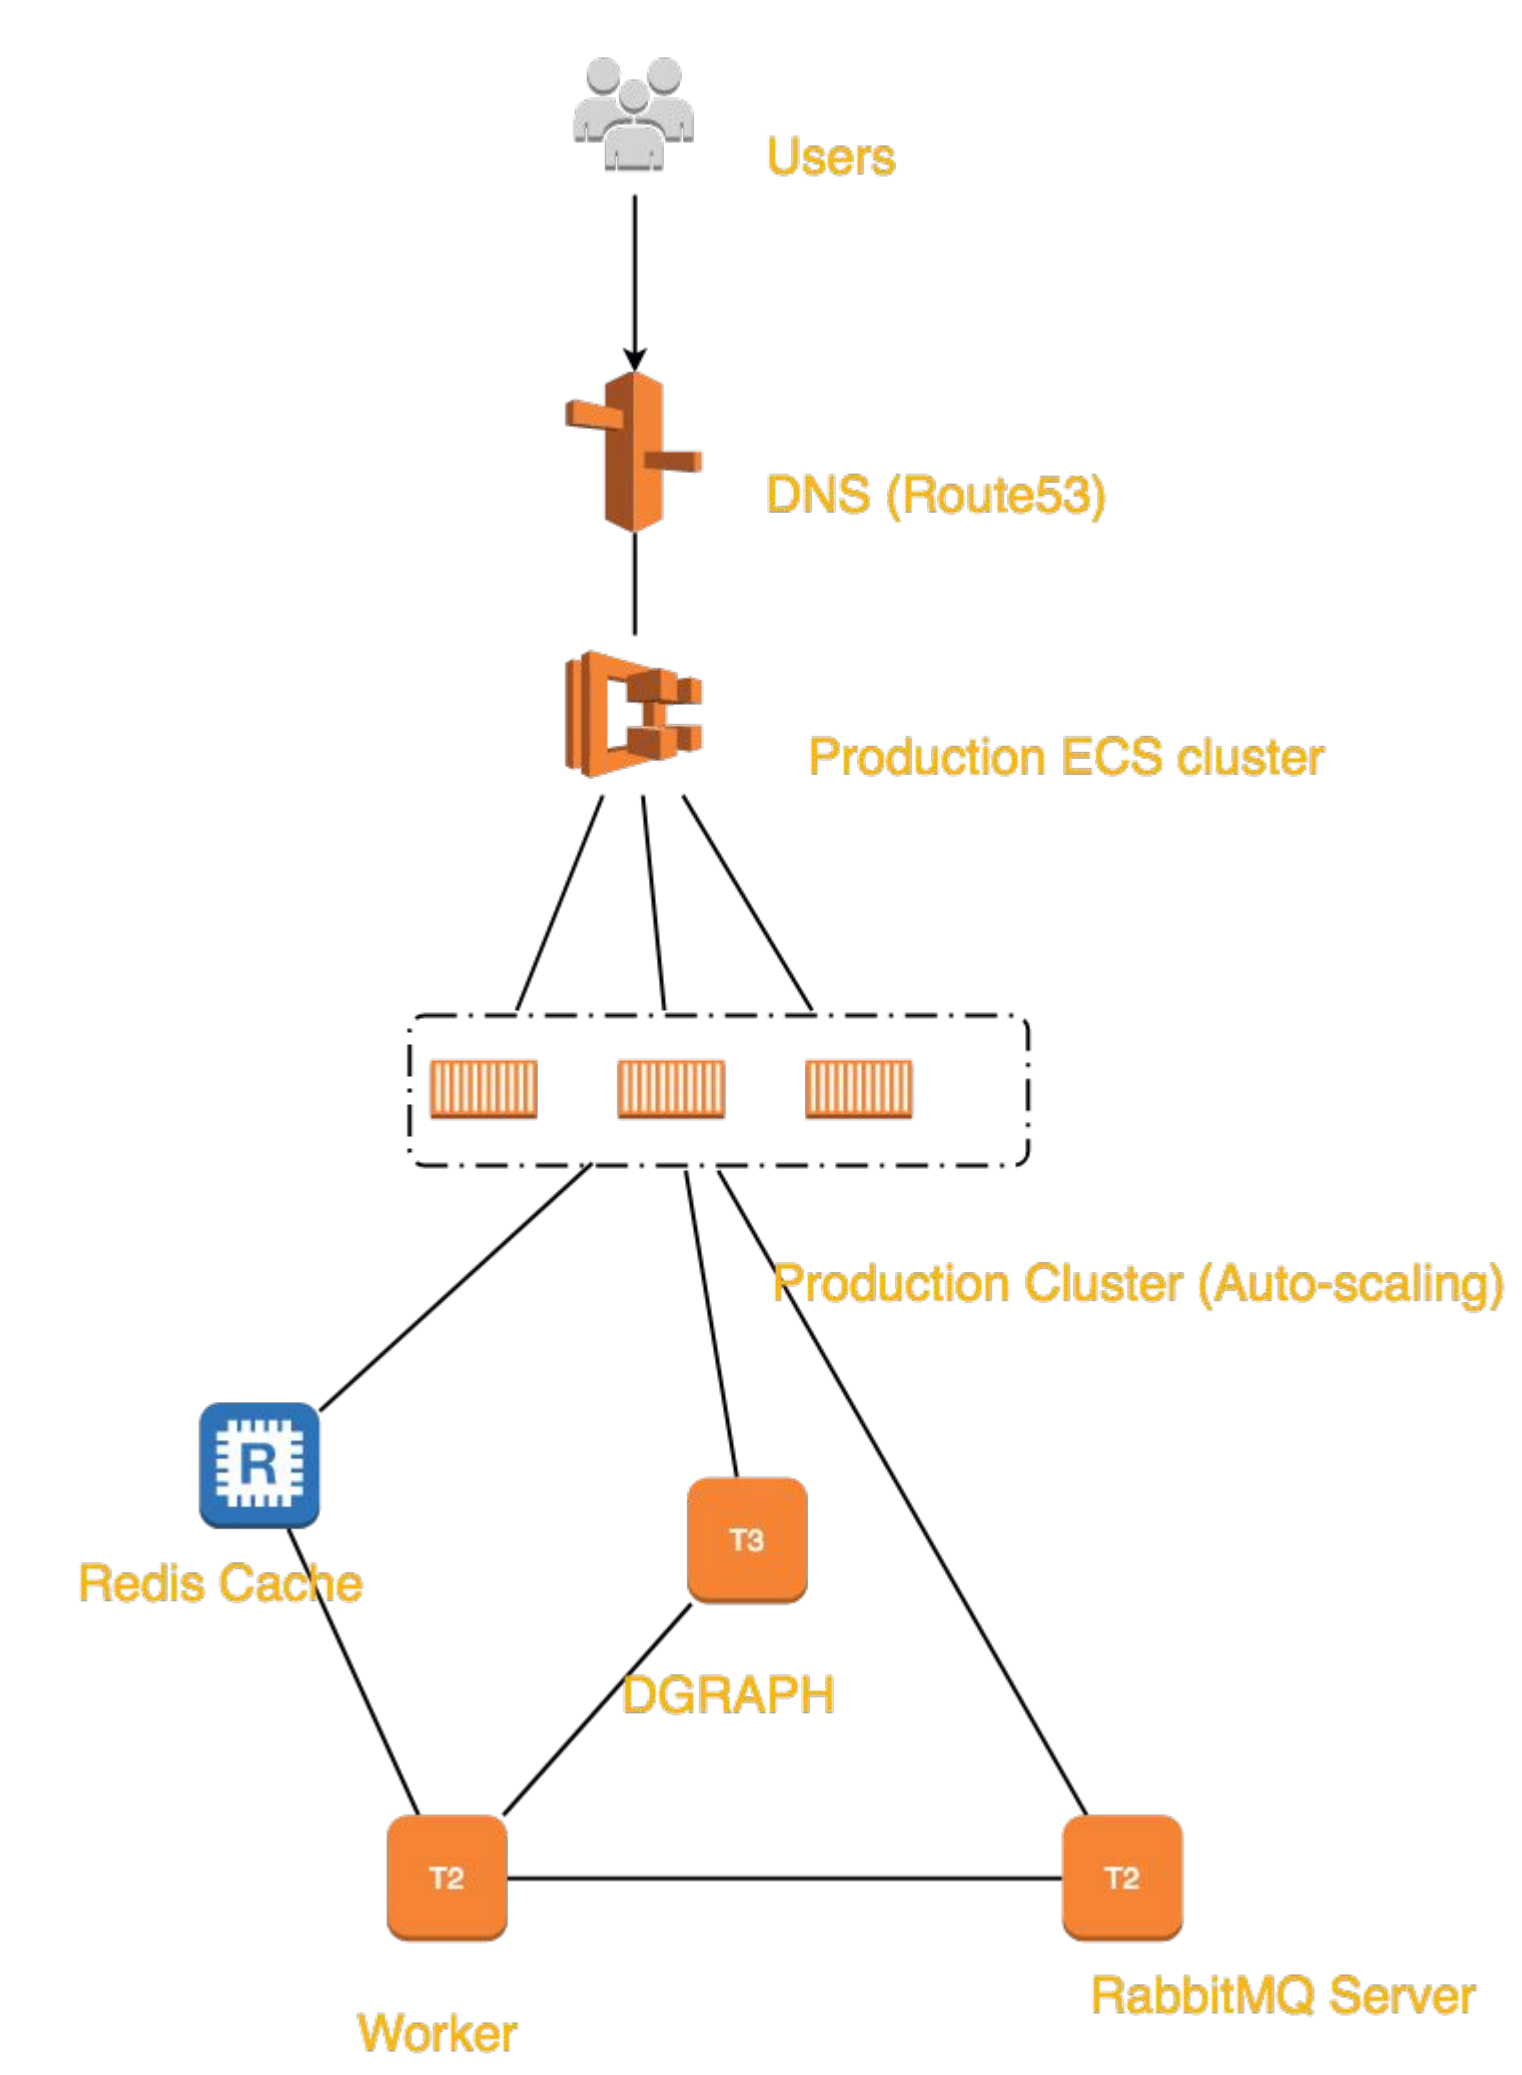 Users
DNS (Route53)
Production ECS cluster
Production Cluster (Auto-scaling)
R
Redis Cache
T3
DGRAPH
T2
T2
RabbitMQ Server
Worker